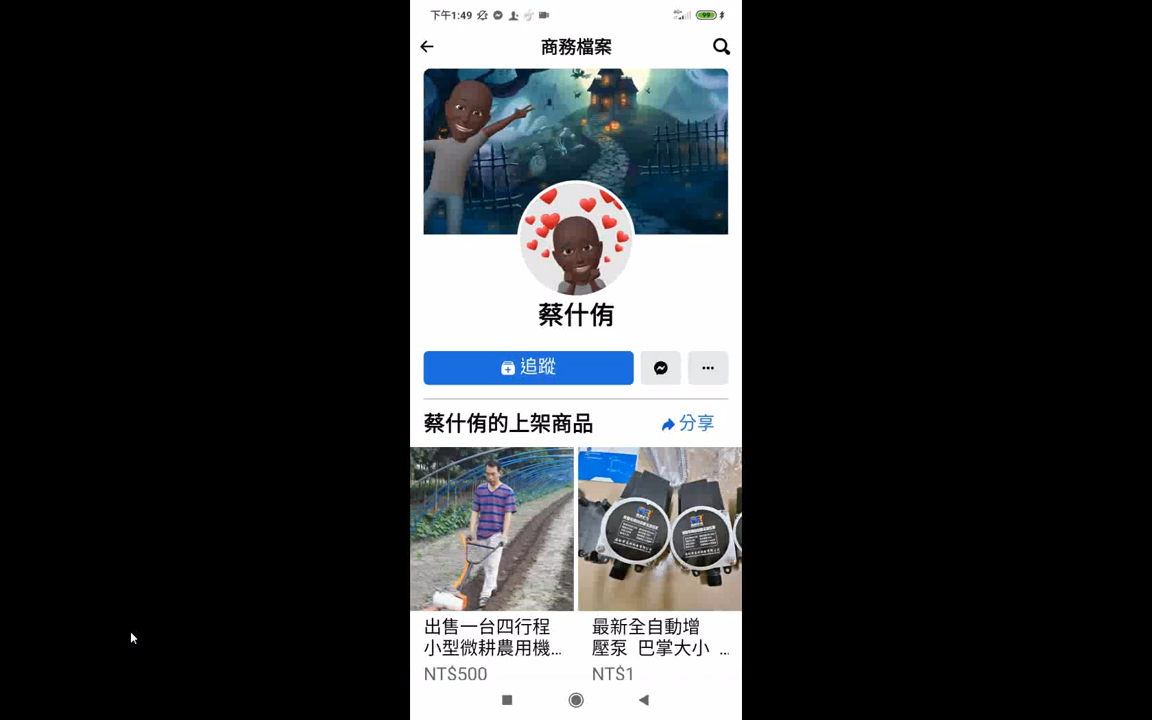 下午1:49
4G+
99
商務檔案
蔡什侑
追蹤
蔡什侑的上架商品
分享
出售一台四行程
小型微耕農用機...
NT$500
最新全自動增
壓泵 巴掌大小 ...
NT$1